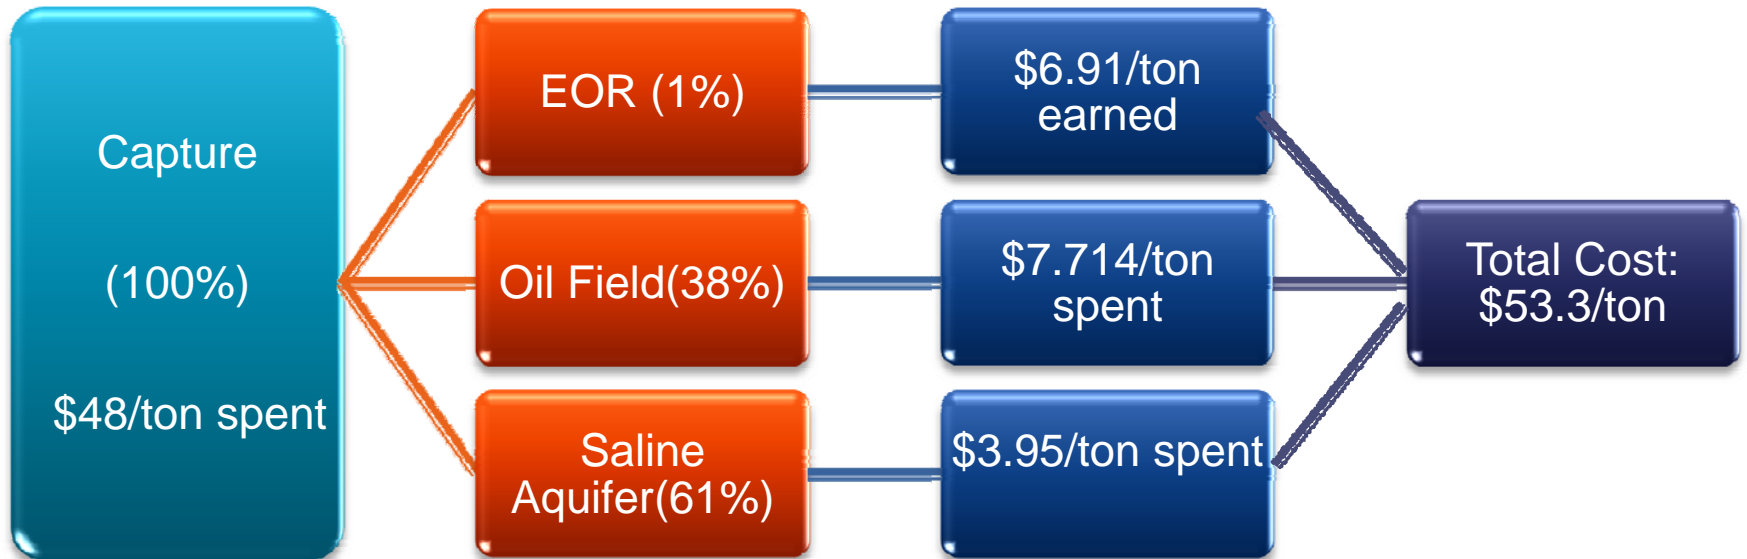 Capture
(100%)
$48/ton spent
EOR (1%)
Oil Field(38%)
Saline
Aquifer(61%)
$6.91/ton
earned
$7.714/ton
spent
$3.95/ton spent
Total Cost:
$53.3/ton